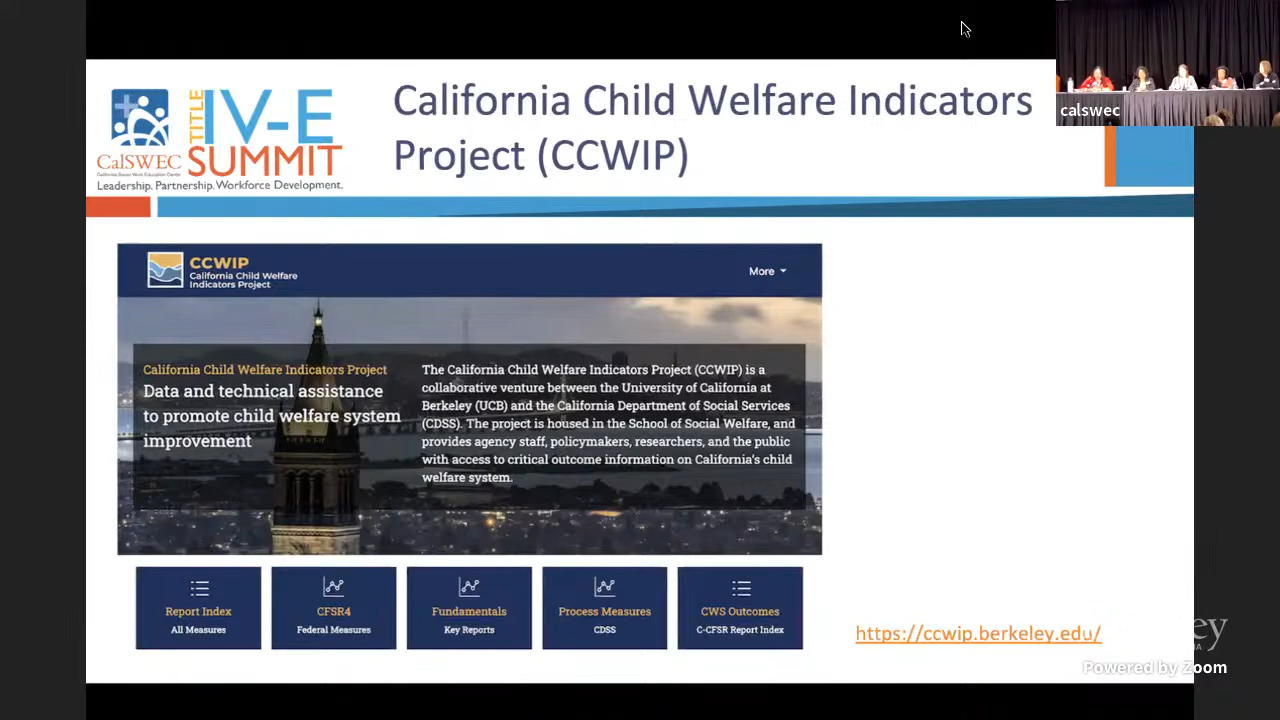 California Child Welfare Indicators
Project (CCWIP)
calswec
TITLE
IV-E
SUMMIT
CalSWEC
California Social Work Education Center
Leadership. Partnership. Workforce Development.
CCWIP
California Child Welfare
Indicators Project
More
California Child Welfare Indicators Project
Data and technical assistance
to promote child welfare system
improvement
The California Child Welfare Indicators Project (CCWIP) is a
collaborative venture between the University of California at
Berkeley (UCB) and the California Department of Social Services
(CDSS). The project is housed in the School of Social Welfare, and
provides agency staff, policymakers, researchers, and the public
with access to critical outcome information on California's child
welfare system.
Report Index
All Measures
CFSR4
Federal Measures
Fundamentals
Key Reports
Process Measures
CDSS
CWS Outcomes
C-CFSR Report Index
https://ccwip.berkeley.edu/
Powered by Zoom